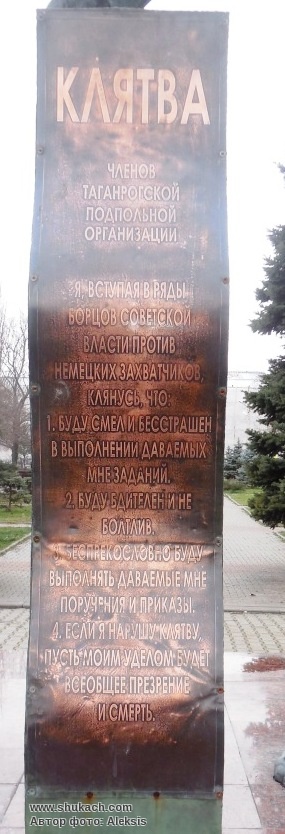 КЛЯТВА
ЧЛЕНОВ
ТАГАНРОГСКОЙ
ПОДПОЛЬНОЙ
ОРГАНИЗАЦИИ
Я, ВСТУПАЯ В РЯДЫ
БОРЦОВ СОВЕТСКОЙ
ВЛАСТИ ПРОТИВ
НЕМЕЦКИХ ЗАХВАТЧИКОВ,
КЛЯНУСЬ, ЧТО:
1. БУДУ СМЕЛ И БЕССТРАШЕН
В ВЫПОЛНЕНИИ ДАВАЕМЫХ
МНЕ ЗАДАНИЙ.
2. БУДУ БДИТЕЛЕН И НЕ
БОЛТЛИВ.
3. БЕСПРЕКОСЛОВНО БУДУ
ВЫПОЛНЯТЬ ДАВАЕМЫЕ МНЕ
ПОРУЧЕНИЯ И ПРИКАЗЫ.
4. ЕСЛИ Я НАРУШУ КЛЯТВУ,
ПУСТЬ МОИМ УДЕЛОМ БУДЕТ
ВСЕОБЩЕЕ ПРЕЗРЕНИЕ
И СМЕРТЬ.
www.shukach.com
Автор фото: Aleksis